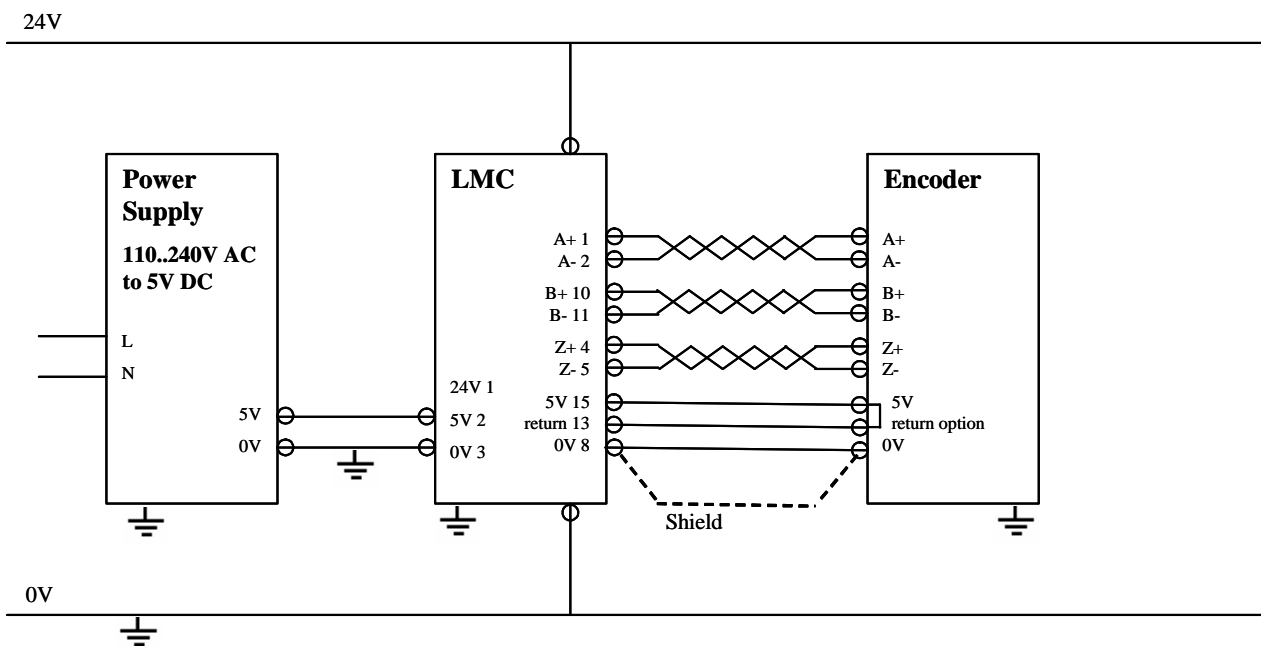 24V
Power
Supply
110..240V AC
to 5V DC
L
N
5V
0V
LMC
A+ 1
A- 2
B+ 10
B- 11
Z+ 4
Z- 5
24V 1
5V 2
0V 3
5V 15
return 13
0V 8
Encoder
A+
A-
B+
B-
Z+
Z-
5V
return option
0V
Shield
0V